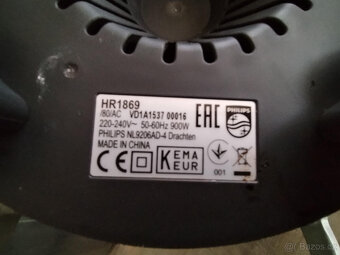 HR1869
/80/AC VD1A1537 00016
220-240V~ 50-60Hz 900W
PHILIPS NL9206AD-4 Drachten
MADE IN CHINA
EAC
PHILIPS
CE
KEMA
KEUR
001